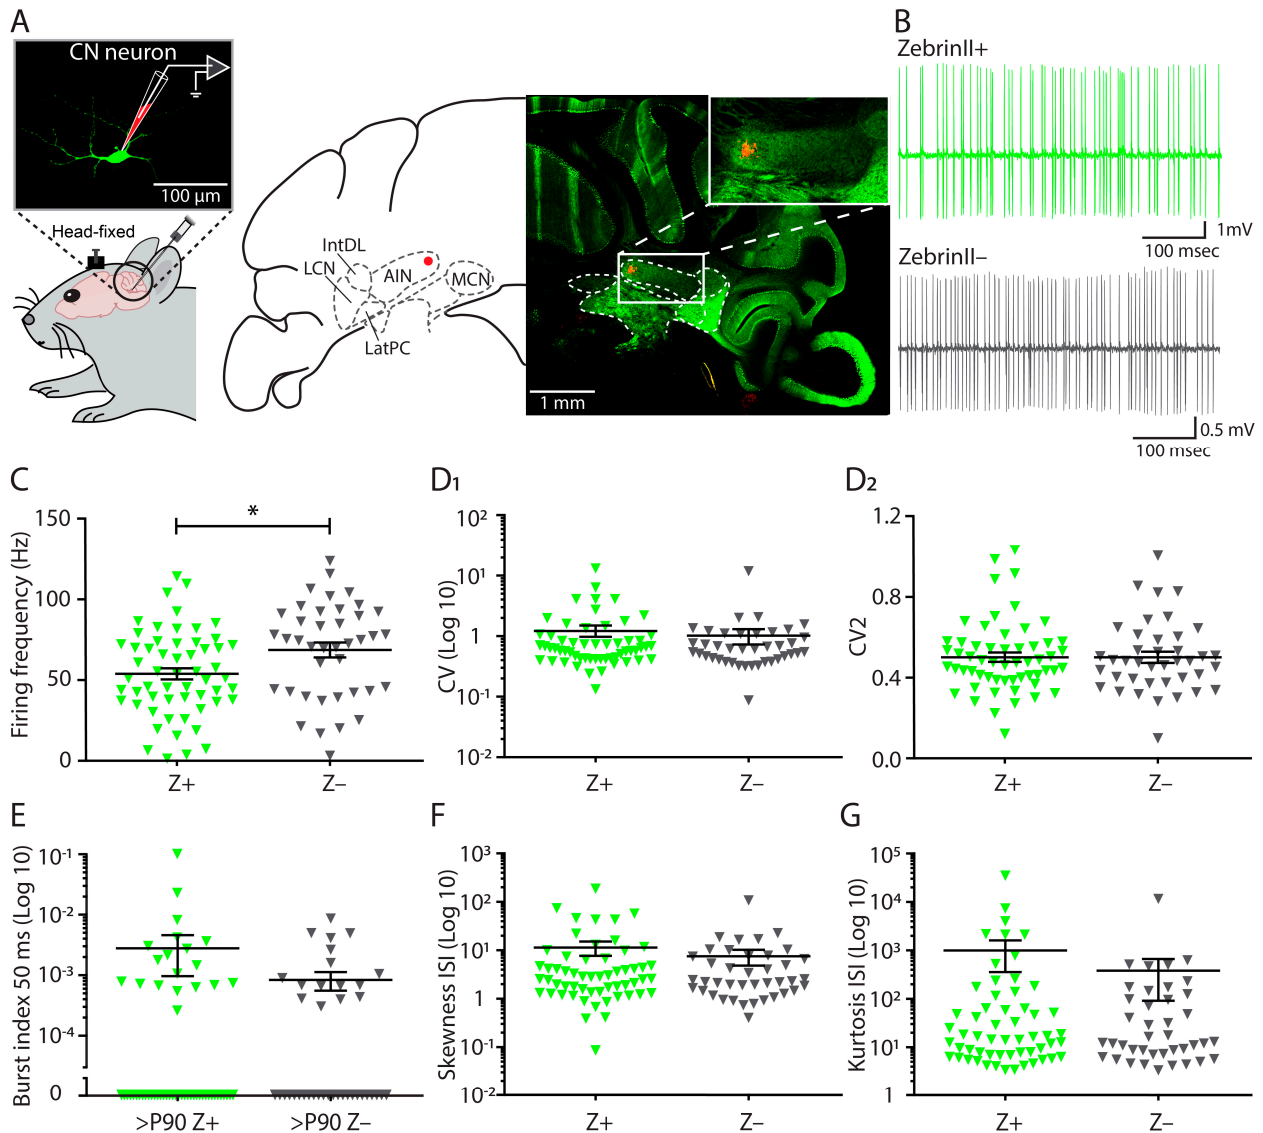 A
CN neuron
100 µm
Head-fixed
IntDL
LCN
AIN
MCN
LatPC
1 mm
B
ZebrinII+
1mV
100 msec
ZebrinII–
0.5 mV
100 msec
C
Firing frequency (Hz)
150
100
50
0
*
Z+
Z–
D1
CV (Log 10)
10²
10¹
1
10-¹
10-²
Z+
Z–
D2
CV2
1.2
0.8
0.4
0.0
Z+
Z–
E
Burst index 50 ms (Log 10)
10-¹
10-²
10-³
10-⁴
0
>P90 Z+
>P90 Z–
F
Skewness ISI (Log 10)
10³
10²
10¹
1
10-¹
10-²
Z+
Z–
G
Kurtosis ISI (Log 10)
10⁵
10⁴
10³
10²
10¹
1
Z+
Z–